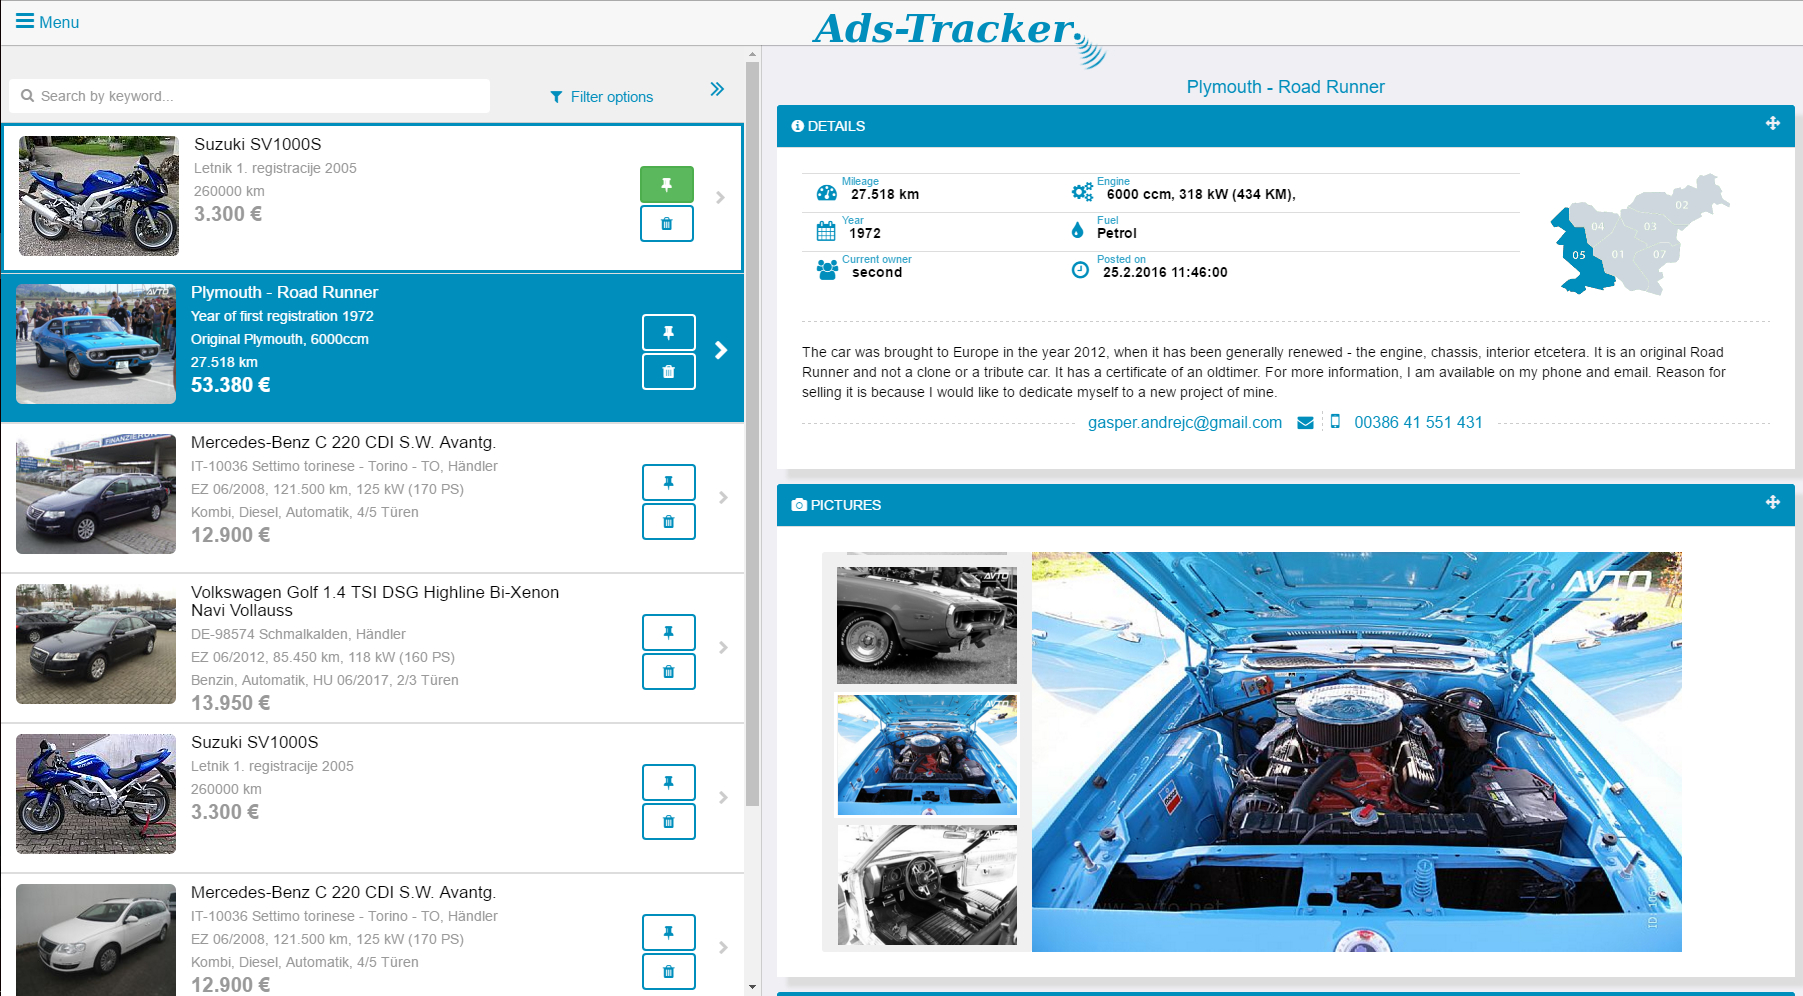 Menu
Ads-Tracker.
Search by keyword...
Filter options
Suzuki SV1000S
Letnik 1. registracije 2005
260000 km
3.300 €
Plymouth - Road Runner
Year of first registration 1972
Original Plymouth, 6000ccm
27.518 km
53.380 €
Mercedes-Benz C 220 CDI S.W. Avantg.
IT-10036 Settimo torinese - Torino - TO, Händler
EZ 06/2008, 121.500 km, 125 kW (170 PS)
Kombi, Diesel, Automatik, 4/5 Türen
12.900 €
Volkswagen Golf 1.4 TSI DSG Highline Bi-Xenon
Navi Vollauss
DE-98574 Schmalkalden, Händler
EZ 06/2012, 85.450 km, 118 kW (160 PS)
Benzin, Automatik, HU 06/2017, 2/3 Türen
13.950 €
Suzuki SV1000S
Letnik 1. registracije 2005
260000 km
3.300 €
Mercedes-Benz C 220 CDI S.W. Avantg.
IT-10036 Settimo torinese - Torino - TO, Händler
EZ 06/2008, 121.500 km, 125 kW (170 PS)
Kombi, Diesel, Automatik, 4/5 Türen
12.900 €
Plymouth - Road Runner
DETAILS
Mileage
27.518 km
Engine
6000 ccm, 318 kW (434 KM),
Year
1972
Fuel
Petrol
Current owner
second
Posted on
25.2.2016 11:46:00
02
04
03
05
01
07
The car was brought to Europe in the year 2012, when it has been generally renewed - the engine, chassis, interior etcetera. It is an original Road
Runner and not a clone or a tribute car. It has a certificate of an oldtimer. For more information, I am available on my phone and email. Reason for
selling it is because I would like to dedicate myself to a new project of mine.
gasper.andrejc@gmail.com
00386 41 551 431
PICTURES
AVTO
AVTO
AVTO
www.avto.net